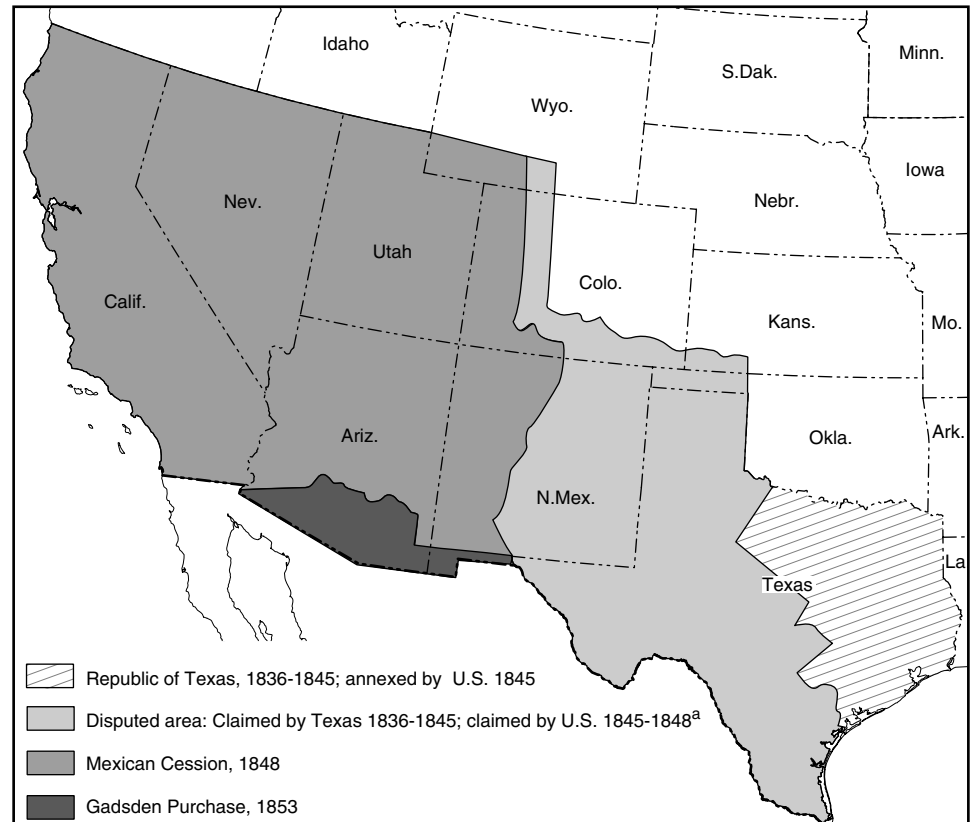 Idaho
Minn.
S.Dak.
Wyo.
Iowa
Nev.
Nebr.
Utah
Colo.
Calif.
Kans.
Mo.
Ariz.
Okla.
Ark.
N.Mex.
La
Texas
Republic of Texas, 1836-1845; annexed by U.S. 1845
Disputed area: Claimed by Texas 1836-1845; claimed by U.S. 1845-1848a
Mexican Cession, 1848
Gadsden Purchase, 1853